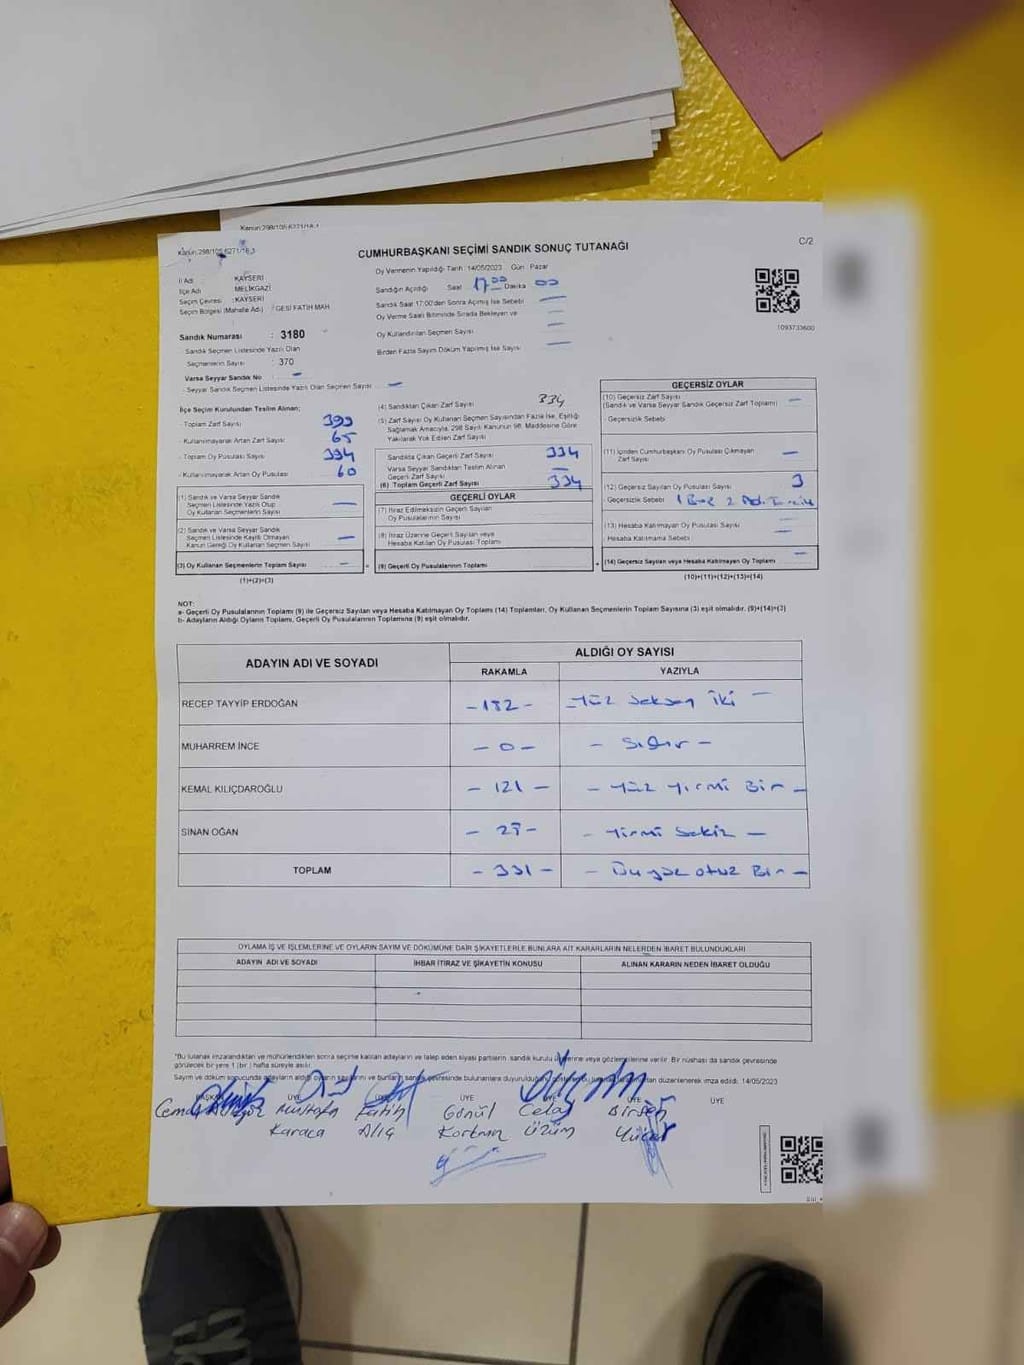 Kanun:298/105,6271/18.1
Kanun:298/105,6271/18.1
C/2
CUMHURBAŞKANI SEÇİMİ SANDIK SONUÇ TUTANAĞI
İl Adı : KAYSERİ
İlçe Adı : MELİKGAZİ
Seçim Çevresi : KAYSERİ
Seçim Bölgesi (Mahalle Adı) : GESİ FATİH MAH
Sandık Numarası : 3180
Sandık Seçmen Listesinde Yazılı Olan
Seçmenlerin Sayısı : 370
Varsa Seyyar Sandık No -
Seyyar Sandık Seçmen Listesinde Yazılı Olan Seçmen Sayısı -
Oy Vermenin Yapıldığı Tarih :14/05/2023 Gün : Pazar
Sandığın Açıldığı Saat 17.00 Dakika 00
Sandık Saat 17:00'den Sonra Açılmış İse Sebebi -
Oy Verme Saati Bitiminde Sırada Bekleyen ve -
Oy Kullandırılan Seçmen Sayısı -
Birden Fazla Sayım Döküm Yapılmış İse Sayısı -
1093733600
İlçe Seçim Kurulundan Teslim Alınan;
- Toplam Zarf Sayısı 399
- Kullanılmayarak Artan Zarf Sayısı 65
- Toplam Oy Pusulası Sayısı 394
- Kullanılmayarak Artan Oy Pusulası 60
(1) Sandık ve Varsa Seyyar Sandık
Seçmen Listesinde Yazılı Olup
Oy Kullanan Seçmenlerin Sayısı -
(2) Sandık ve Varsa Seyyar Sandık
Seçmen Listesinde Kayıtlı Olmayan
Kanun Gereği Oy Kullanan Seçmen Sayısı -
(3) Oy Kullanan Seçmenlerin Toplam Sayısı - =
(1)+(2)=(3)
(4) Sandıktan Çıkan Zarf Sayısı 334
(5) Zarf Sayısı Oy Kullanan Seçmen Sayısından Fazla İse, Eşitliği
Sağlamak Amacıyla, 298 Sayılı Kanunun 98. Maddesine Göre
Yakılarak Yok Edilen Zarf Sayısı
Sandıkta Çıkan Geçerli Zarf Sayısı 334
Varsa Seyyar Sandıktan Teslim Alınan
Geçerli Zarf Sayısı -
(6) Toplam Geçerli Zarf Sayısı 334
GEÇERLİ OYLAR
(7) İtiraz Edilmeksizin Geçerli Sayılan
Oy Pusulalarının Sayısı
(8) İtiraz Üzerine Geçerli Sayılan veya
Hesaba Katılan Oy Pusulası Toplamı
(9) Geçerli Oy Pusulalarının Toplamı +
GEÇERSİZ OYLAR
(10) Geçersiz Zarf Sayısı
(Sandık ve Varsa Seyyar Sandık Geçersiz Zarf Toplamı) -
- Geçersizlik Sebebi
(11) İçinden Cumhurbaşkanı Oy Pusulası Çıkmayan
Zarf Sayısı -
(12) Geçersiz Sayılan Oy Pusulası Sayısı 3
- Geçersizlik Sebebi 1 Boş 2
(13) Hesaba Katılmayan Oy Pusulası Sayısı -
- Hesaba Katılmama Sebebi -
(14) Geçersiz Sayılan veya Hesaba Katılmayan Oy Toplamı -
(10)+(11)+(12)+(13)=(14)
NOT:
a- Geçerli Oy Pusulalarının Toplamı (9) ile Geçersiz Sayılan veya Hesaba Katılmayan Oy Toplamı (14) Toplamları, Oy Kullanan Seçmenlerin Toplam Sayısına (3) eşit olmalıdır. (9)+(14)=(3)
b- Adayların Aldığı Oyların Toplamı, Geçerli Oy Pusulalarının Toplamına (9) eşit olmalıdır.
ADAYIN ADI VE SOYADI ALDIĞI OY SAYISI
RAKAMLA YAZIYLA
RECEP TAYYİP ERDOĞAN -182- -Yüz seksen iki -
MUHARREM İNCE -0- - Sıfır -
KEMAL KILIÇDAROĞLU - 121 - - Yüz yirmi Bir -
SİNAN OĞAN - 28- - Yirmi sekiz -
TOPLAM - 331 - - Üçyüz otuz Bir -
OYLAMA İŞ VE İŞLEMLERİNE VE OYLARIN SAYIM VE DÖKÜMÜNE DAİR ŞİKAYETLERLE BUNLARA AİT KARARLARIN NELERDEN İBARET BULUNDUKLARI
ADAYIN ADI VE SOYADI İHBAR İTİRAZ VE ŞİKAYETİN KONUSU ALINAN KARARIN NEDEN İBARET OLDUĞU
*Bu tutanak imzalandıktan ve mühürlendikten sonra seçime katılan adayların ve talep eden siyasi partilerin sandık kurulu üyelerine veya gözlemcilerine verilir. Bir nüshası da sandık çevresinde
görülecek bir yere 1 (bir ) hafta süreyle asılır.
Sayım ve döküm sonucunda adayların aldığı oyların sayılarını ve bunların sandık çevresinde bulunanlara duyurulduğunu düzenlenerek imza edildi. 14/05/2023
BAŞKAN ÜYE ÜYE ÜYE ÜYE ÜYE ÜYE
Cemal Mustafa Fatih Gönül Celal Birsen
Karaca Alıç Korkmaz Üzüm Yücel